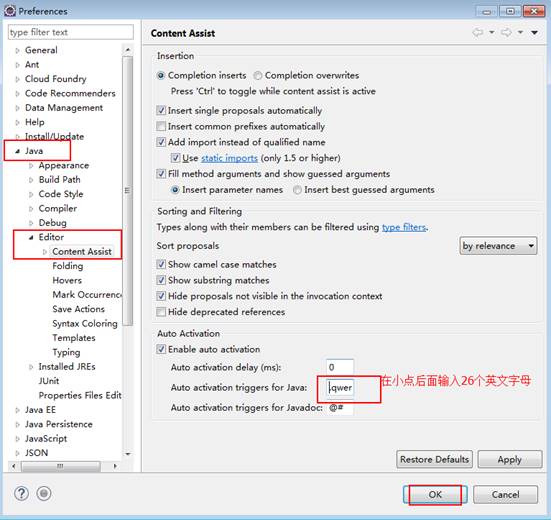 Preferences
type filter text
General
Ant
Cloud Foundry
Code Recommenders
Data Management
Help
Install/Update
Java
Appearance
Build Path
Code Style
Compiler
Debug
Editor
Content Assist
Folding
Hovers
Mark Occurrence
Save Actions
Syntax Coloring
Templates
Typing
Installed JREs
JUnit
Properties Files Edit
Java EE
Java Persistence
JavaScript
JSON
Content Assist
Insertion
Completion inserts Completion overwrites
Press 'Ctrl' to toggle while content assist is active
Insert single proposals automatically
Insert common prefixes automatically
Add import instead of qualified name
Use static imports (only 1.5 or higher)
Fill method arguments and show guessed arguments
Insert parameter names Insert best guessed arguments
Sorting and Filtering
Types along with their members can be filtered using type filters.
Sort proposals by relevance
Show camel case matches
Show substring matches
Hide proposals not visible in the invocation context
Hide deprecated references
Auto Activation
Enable auto activation
Auto activation delay (ms): 0
Auto activation triggers for Java: .qwer 在小点后面输入26个英文字母
Auto activation triggers for Javadoc: @#
Restore Defaults Apply
OK Cancel